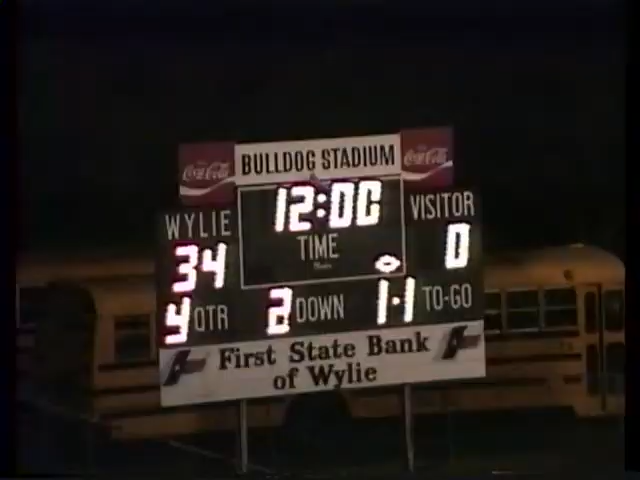 Coca-Cola BULLDOG STADIUM Coca-Cola
WYLIE 12:00 VISITOR
34 TIME 0
4 QTR 2 DOWN 11 TO-GO
First State Bank
of Wylie